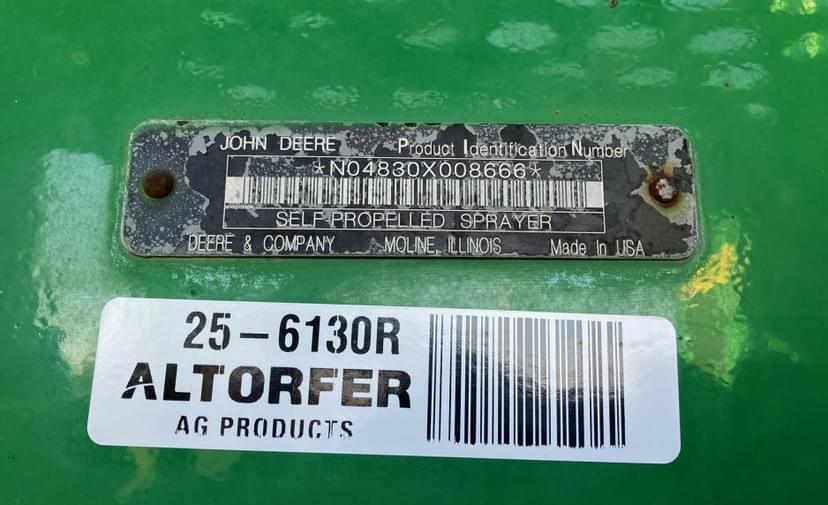 JOHN DEERE Product Identification Number
*N04830X008666*
SELF-PROPELLED SPRAYER
DEERE & COMPANY MOLINE, ILLINOIS Made In USA
25-6130R
ALTORFER
AG PRODUCTS